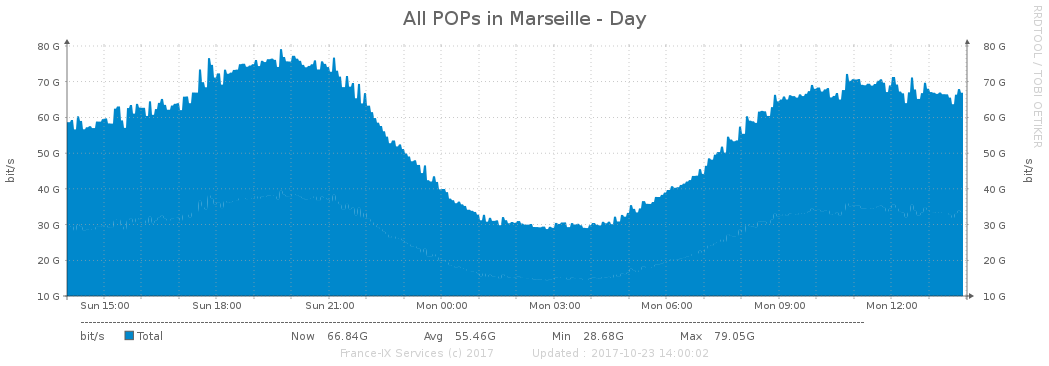 All POPs in Marseille - Day
RRDTOOL / TOBI OETIKER
80 G 80 G
70 G 70 G
60 G 60 G
50 G 50 G
bit/s bit/s
40 G 40 G
30 G 30 G
20 G 20 G
10 G 10 G
Sun 15:00 Sun 18:00 Sun 21:00 Mon 00:00 Mon 03:00 Mon 06:00 Mon 09:00 Mon 12:00
bit/s Total Now 66.84G Avg 55.46G Min 28.68G Max 79.05G
France-IX Services (c) 2017 Updated : 2017-10-23 14:00:02